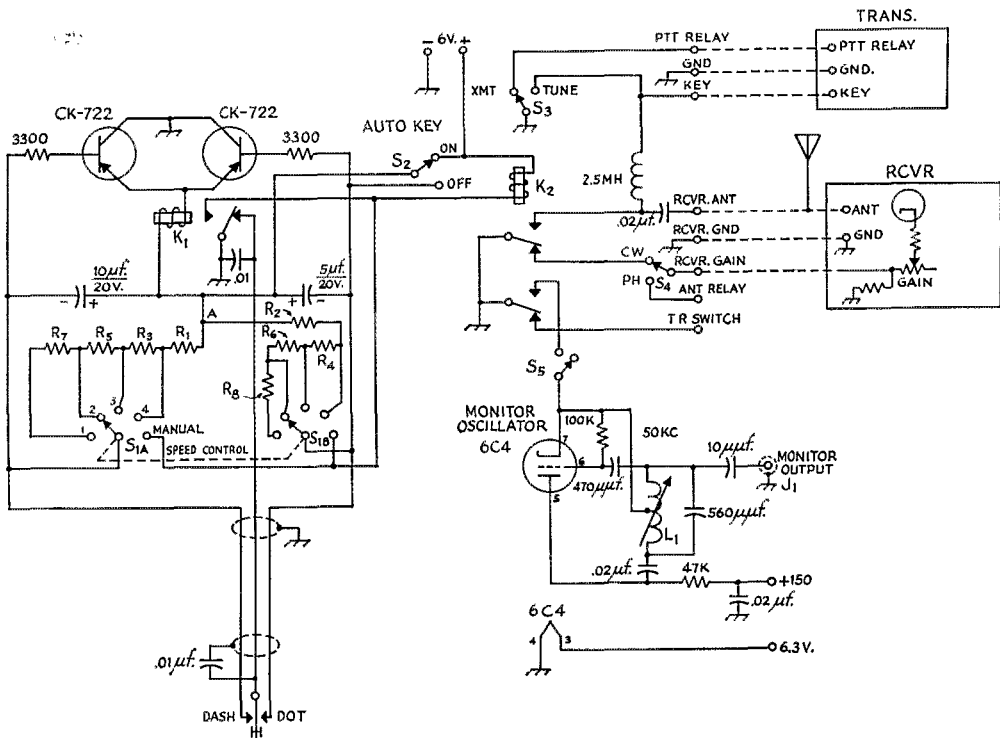 TRANS.
PTT RELAY
GND.
KEY
PTT RELAY
GND
KEY
- 6V. +
XMT
TUNE
S3
CK-722
CK-722
3300
3300
AUTO KEY
S2
ON
OFF
K2
2.5MH
.02µf.
RCVR. ANT
RCVR. GND
RCVR. GAIN
CW
PH
S4
ANT RELAY
TR SWITCH
RCVR
ANT
GND
GAIN
K1
.01
10µf.
20V.
- +
5µf.
20V.
+ -
A
R2
R7
R5
R3
R1
R6
R4
R8
1
2
3
4
MANUAL
S1A
SPEED CONTROL
S1B
S5
MONITOR
OSCILLATOR
6C4
100K
7
6
5
50KC
470µµf.
10µµf.
MONITOR
OUTPUT
J1
560µµf.
L1
.02µf.
47K
+150
.02µf.
6C4
4
3
6.3V.
.01µf.
DASH
DOT